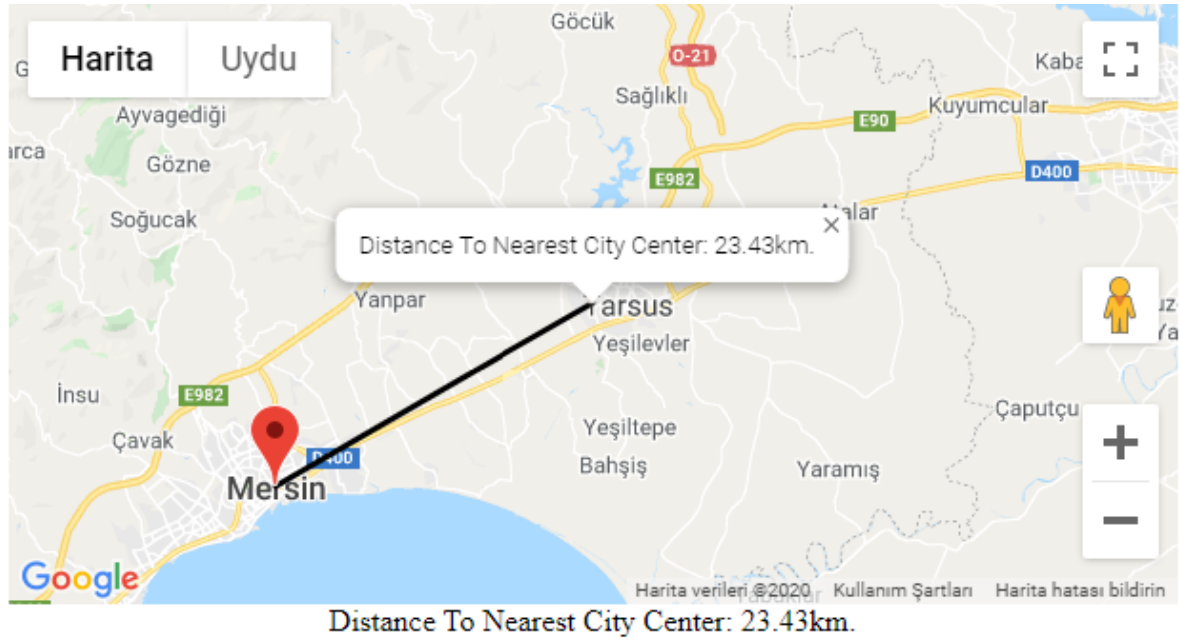 Göcük
Harita Uydu
O-21
Sağlıklı
Ayvagediği
Kuyumcular
E90
arca
Gözne
E982
D400
Soğucak
Distance To Nearest City Center: 23.43km.
Yanpar
Tarsus
Yeşilevler
İnsu
E982
Çaputçu
Çavak
Yeşiltepe
D400
Bahşiş
Yaramış
Mersin
Google
Harita verileri ©2020 Kullanım Şartları Harita hatası bildirin
Distance To Nearest City Center: 23.43km.